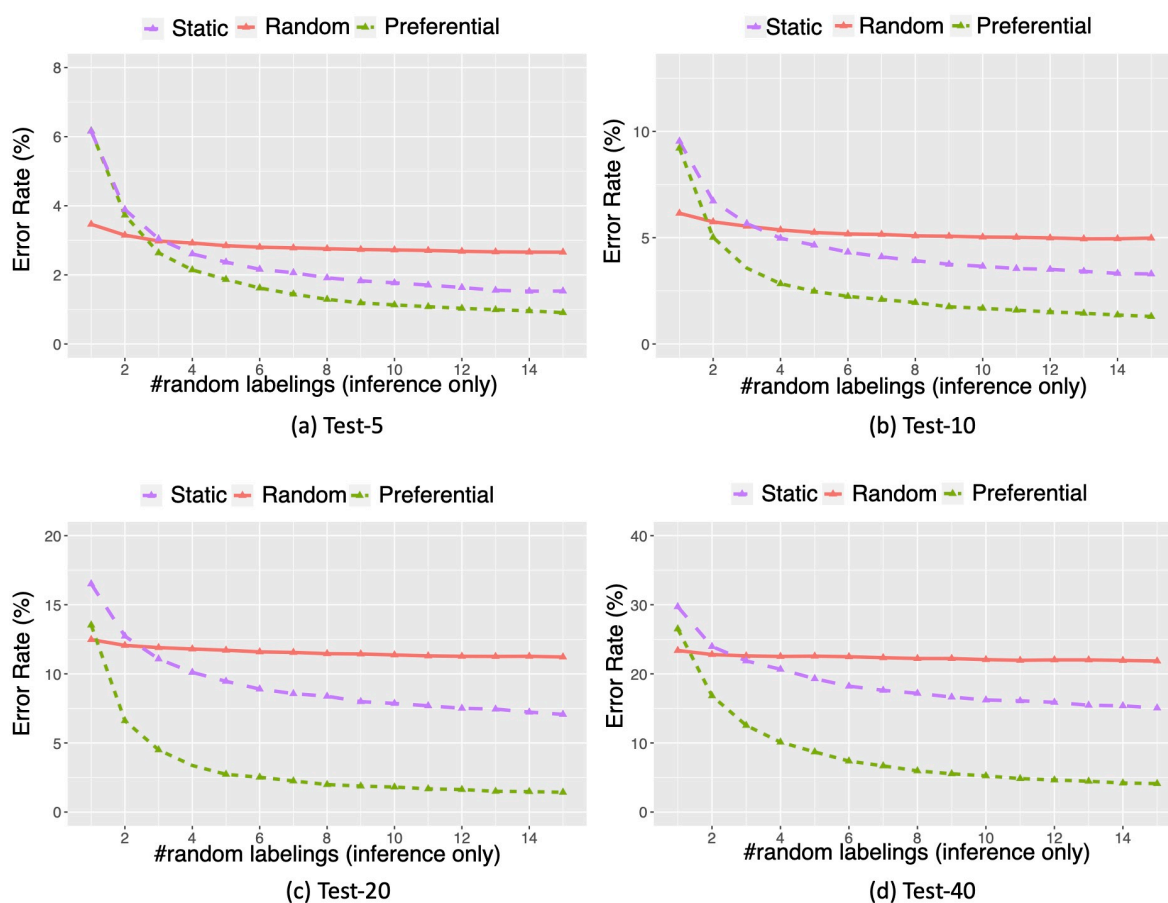 Static Random Preferential
8
6
4
2
0
Error Rate (%)
2 4 6 8 10 12 14
#random labelings (inference only)
(a) Test-5
Static Random Preferential
10
5
0
Error Rate (%)
2 4 6 8 10 12 14
#random labelings (inference only)
(b) Test-10
Static Random Preferential
20
15
10
5
0
Error Rate (%)
2 4 6 8 10 12 14
#random labelings (inference only)
(c) Test-20
Static Random Preferential
40
30
20
10
0
Error Rate (%)
2 4 6 8 10 12 14
#random labelings (inference only)
(d) Test-40